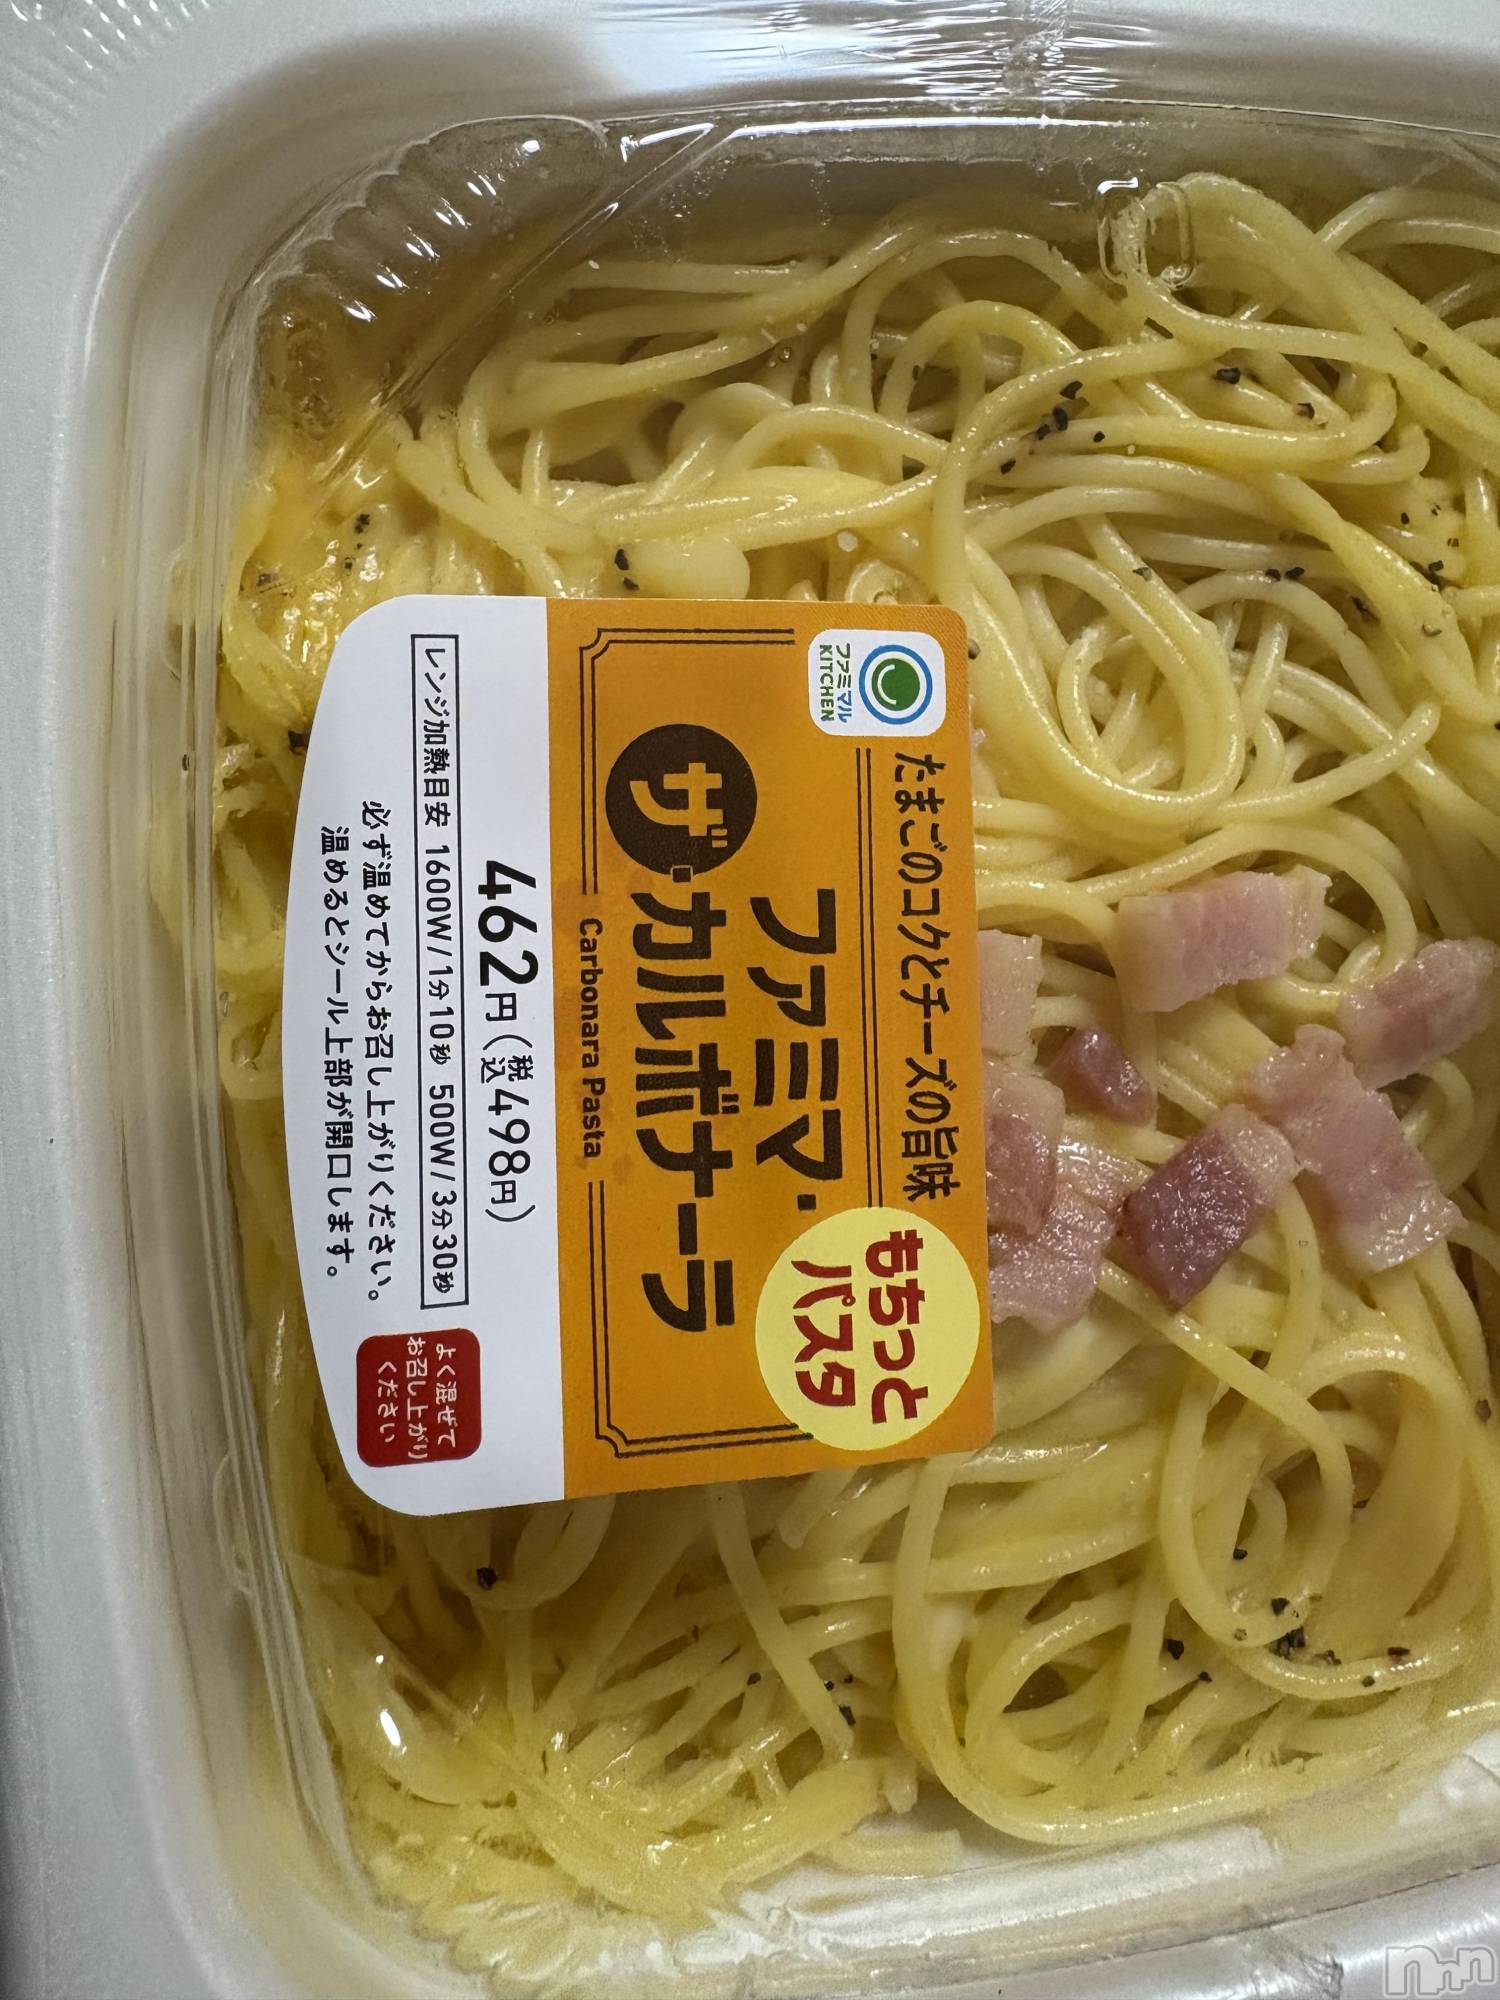 ファミマル
KITCHEN
たまごのコクとチーズの旨味
ファミマ・
ザ・カルボナーラ
Carbonara Pasta
もちっと
パスタ
462円(税込498円)
レンジ加熱目安 1600W/1分10秒 500W/3分30秒
必ず温めてからお召し上がりください。
温めるとシール上部が開口します。
よく混ぜて
お召し上がり
ください